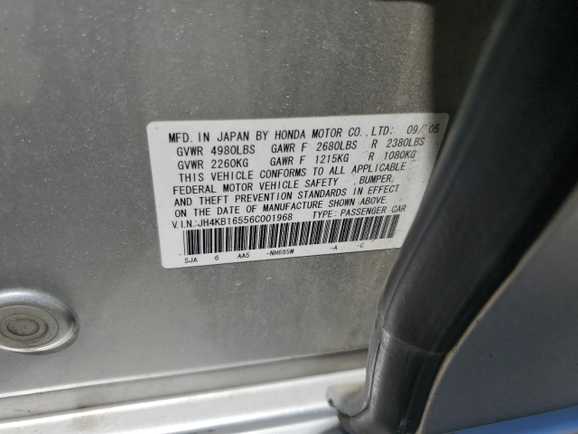 MFD. IN JAPAN BY HONDA MOTOR CO., LTD: 09/ 05
GVWR 4980LBS GAWR F 2680LBS R 2380LBS
GVWR 2260KG GAWR F 1215KG R 1080KG
THIS VEHICLE CONFORMS TO ALL APPLICABLE
FEDERAL MOTOR VEHICLE SAFETY ,BUMPER,
AND THEFT PREVENTION STANDARDS IN EFFECT
ON THE DATE OF MANUFACTURE SHOWN ABOVE.
V.I.N:JH4KB16556C001968 TYPE: PASSENGER CAR
SJA 6 AA5 -NH685M -A -C